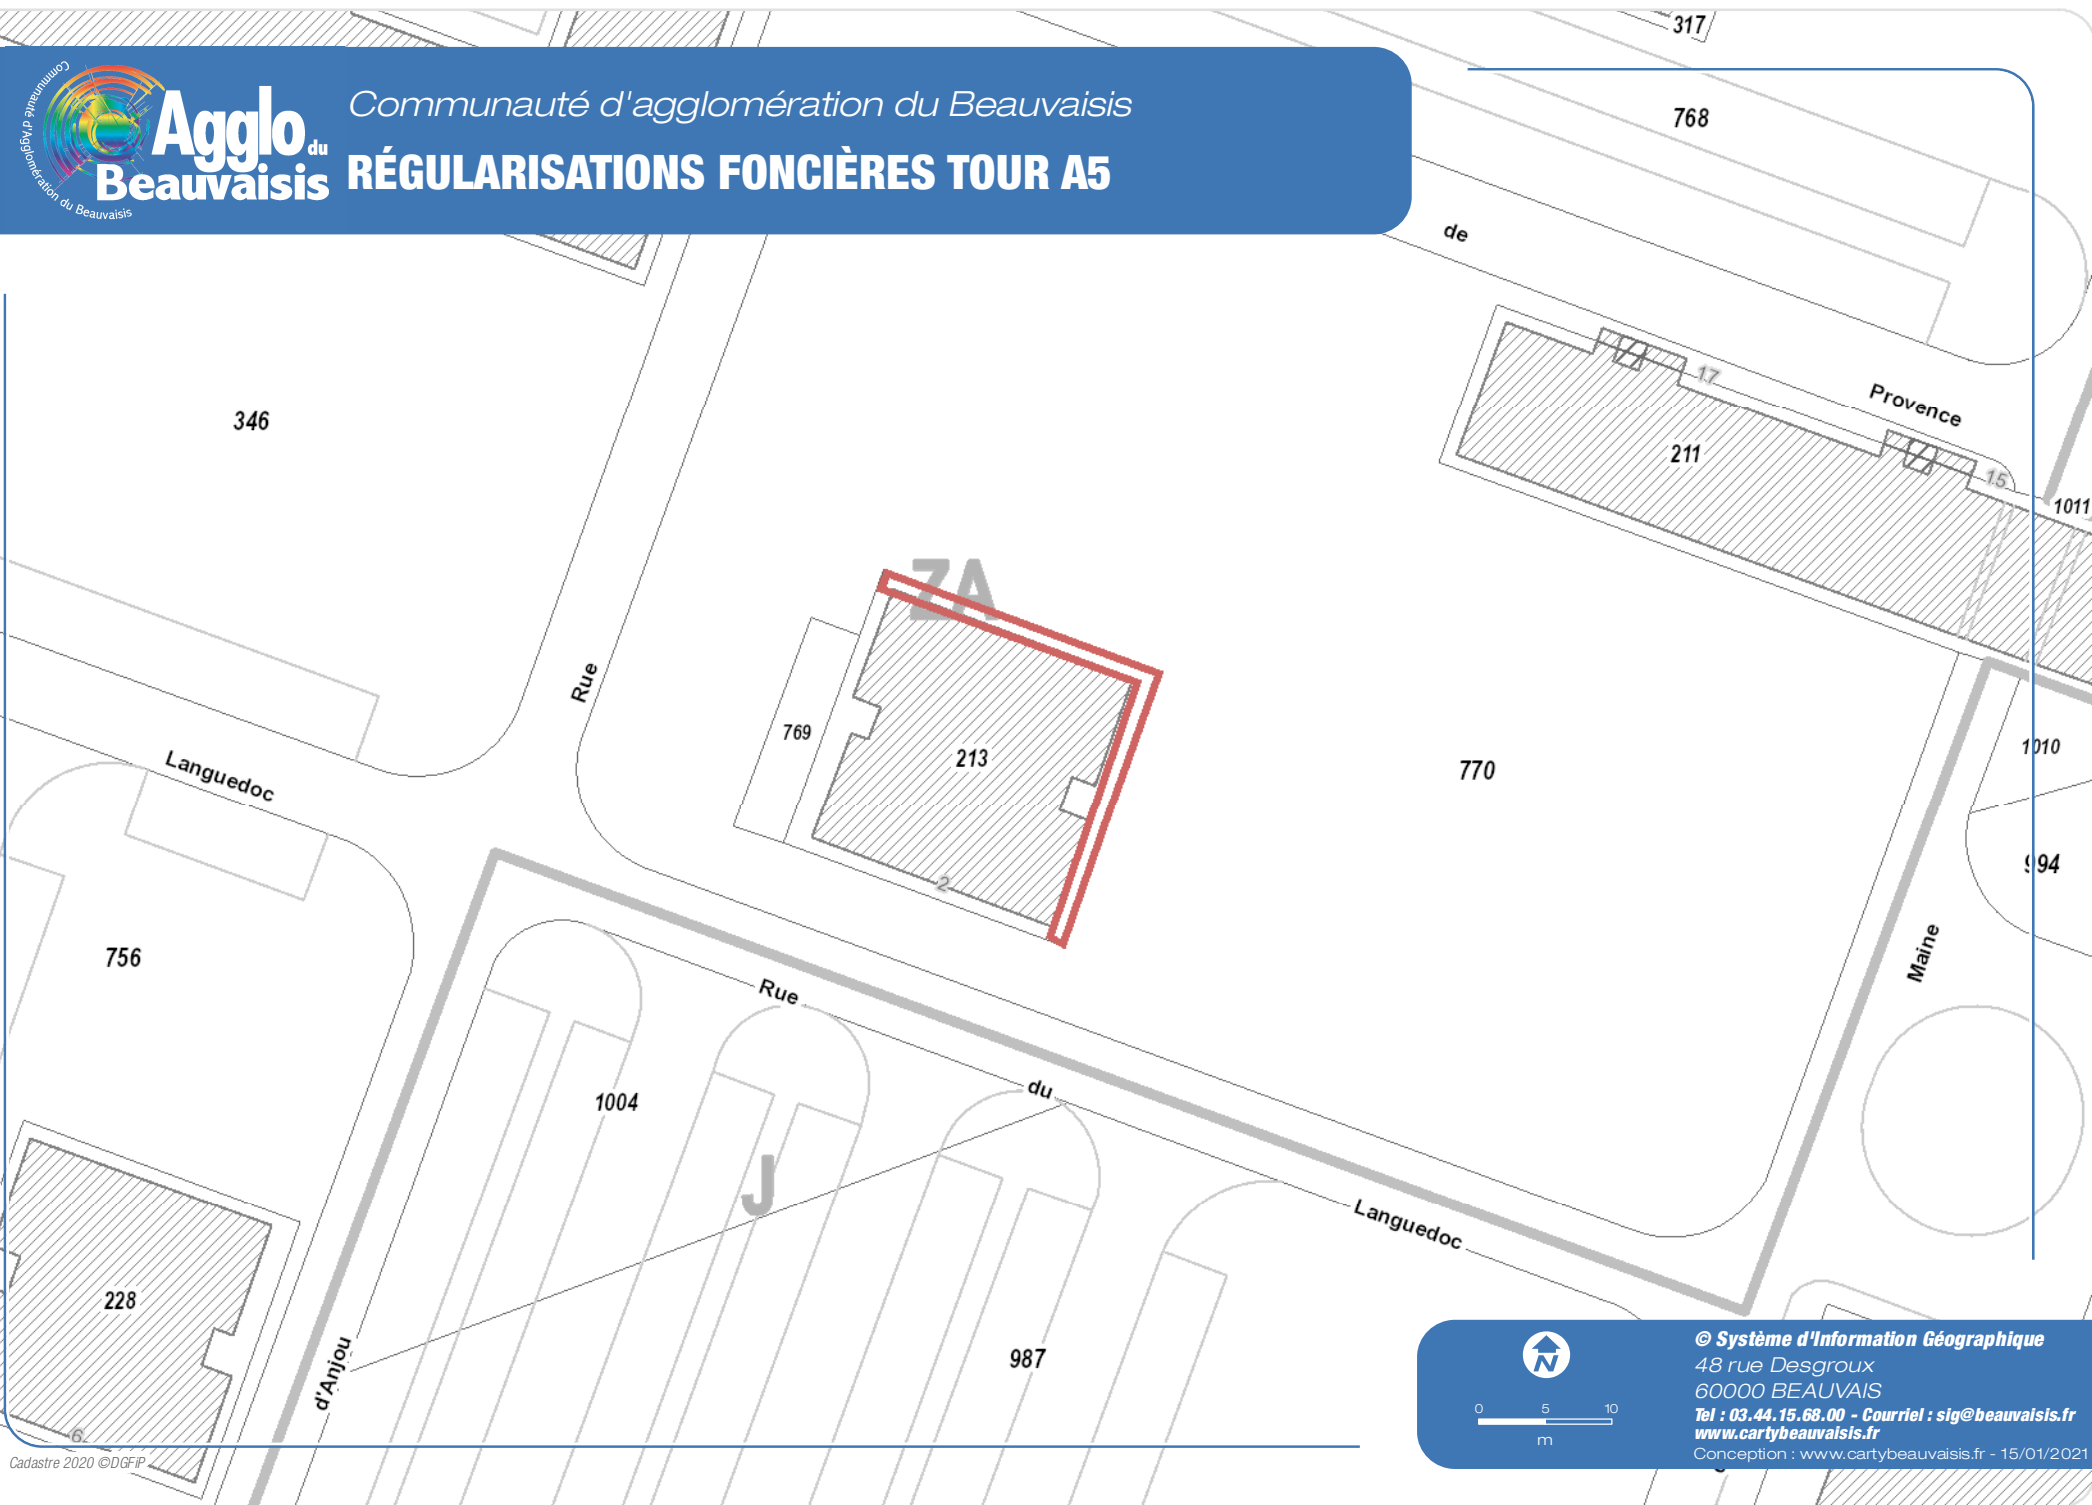 317
Communauté d'Agglomération du Beauvaisis
Agglo du
Beauvaisis
Communauté d'agglomération du Beauvaisis
RÉGULARISATIONS FONCIÈRES TOUR A5
768
de
17
Provence
346
211
15
1011
ZA
Rue
769
213
770
1010
Languedoc
994
2
756
Maine
Rue
du
1004
J
Languedoc
228
987
d'Anjou
6
Cadastre 2020 ©DGFiP
N
0 5 10
m
© Système d'Information Géographique
48 rue Desgroux
60000 BEAUVAIS
Tel : 03.44.15.68.00 - Courriel : sig@beauvaisis.fr
www.cartybeauvaisis.fr
Conception : www.cartybeauvaisis.fr - 15/01/2021